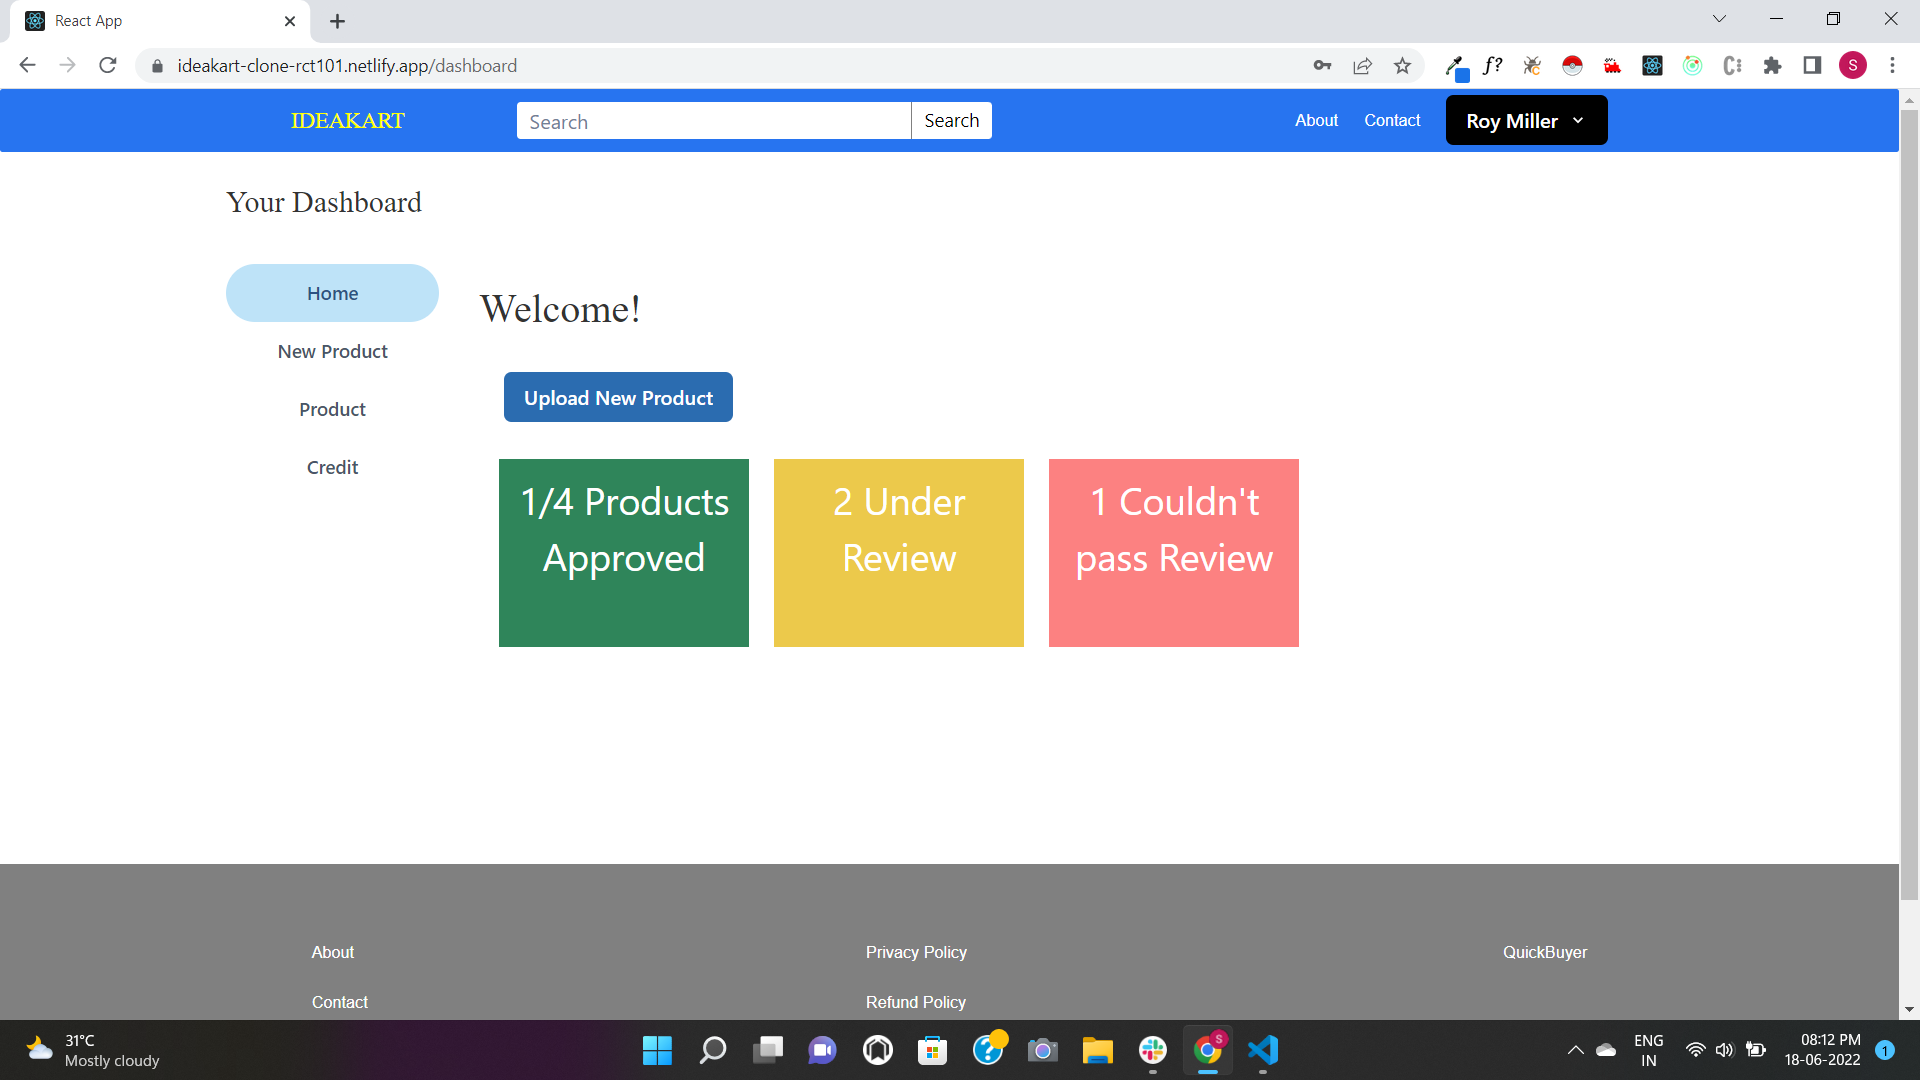 React App
ideakart-clone-rct101.netlify.app/dashboard
f?
S
IDEAKART
Search
Search
About
Contact
Roy Miller
Your Dashboard
Home
New Product
Product
Credit
Welcome!
Upload New Product
1/4 Products
Approved
2 Under
Review
1 Couldn't
pass Review
About
Privacy Policy
QuickBuyer
Contact
Refund Policy
31°C
Mostly cloudy
S
ENG
IN
08:12 PM
18-06-2022
1